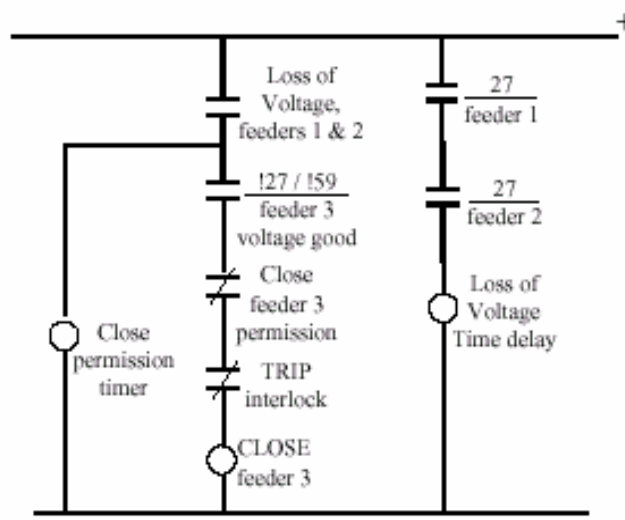 +
Loss of
Voltage,
feeders 1 & 2
27
feeder 1
!27 / !59
feeder 3
voltage good
27
feeder 2
Close
feeder 3
permission
Loss of
Voltage
Time delay
Close
permission
timer
TRIP
interlock
CLOSE
feeder 3